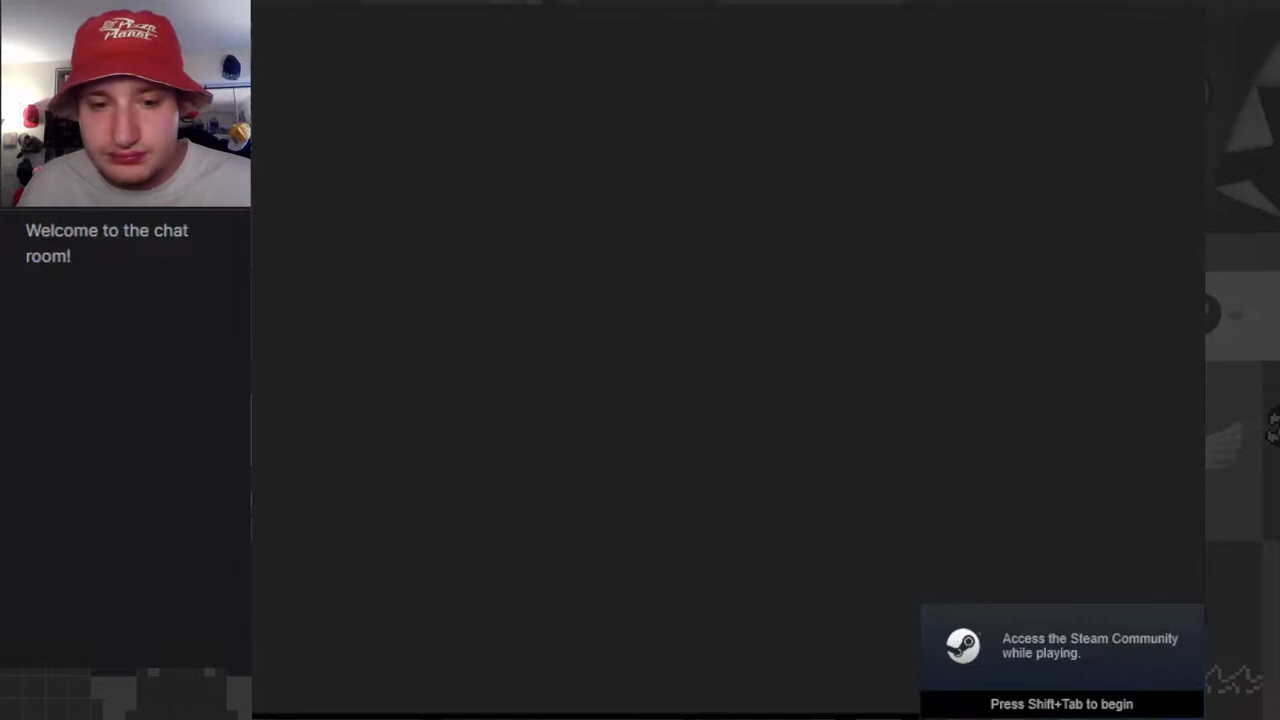 Pizza
Planet
Welcome to the chat
room!
Access the Steam Community
while playing.
Press Shift+Tab to begin